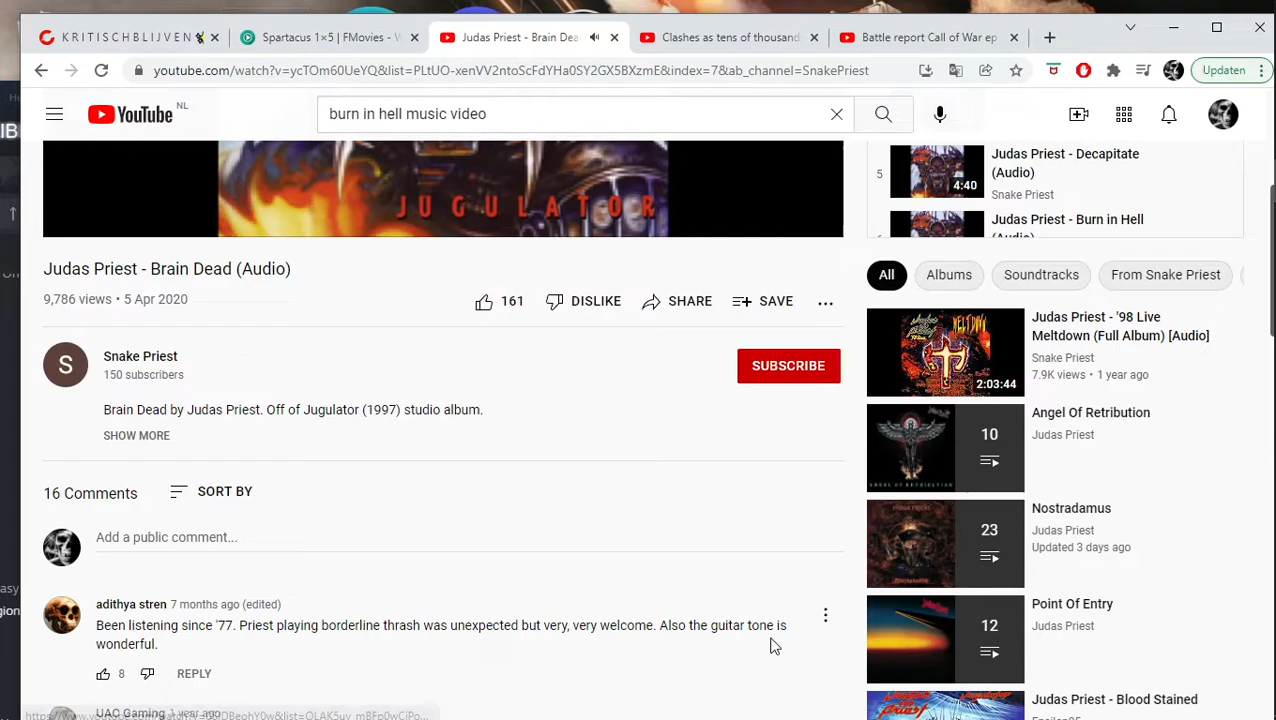 K R I T I S C H B L I J V E N
Spartacus 1×5 | FMovies - W
Judas Priest - Brain Dea
Clashes as tens of thousand
Battle report Call of War ep
youtube.com/watch?v=ycTOm60UeYQ&list=PLtUO-xenVV2ntoScFdYHa0SY2GX5BXzmE&index=7&ab_channel=SnakePriest
Updaten
YouTube NL
burn in hell music video
JUGULATOR
5
4:40
Judas Priest - Decapitate
(Audio)
Snake Priest
Judas Priest - Burn in Hell
(Audio)
Judas Priest - Brain Dead (Audio)
9,786 views • 5 Apr 2020
161
DISLIKE
SHARE
SAVE
S
Snake Priest
150 subscribers
SUBSCRIBE
Brain Dead by Judas Priest. Off of Jugulator (1997) studio album.
SHOW MORE
16 Comments
SORT BY
Add a public comment...
adithya stren 7 months ago (edited)
Been listening since '77. Priest playing borderline thrash was unexpected but very, very welcome. Also the guitar tone is
wonderful.
8
REPLY
UAC Gaming
All
Albums
Soundtracks
From Snake Priest
MELTDOWN
2:03:44
Judas Priest - '98 Live
Meltdown (Full Album) [Audio]
Snake Priest
7.9K views • 1 year ago
10
Angel Of Retribution
Judas Priest
23
Nostradamus
Judas Priest
Updated 3 days ago
12
Point Of Entry
Judas Priest
Judas Priest - Blood Stained